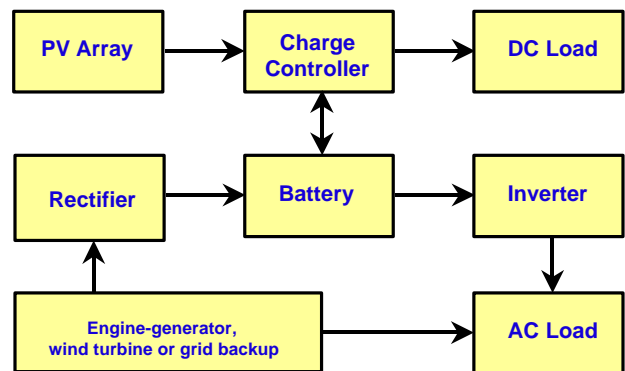 PV Array
Charge
Controller
DC Load
Rectifier
Battery
Inverter
Engine-generator,
wind turbine or grid backup
AC Load